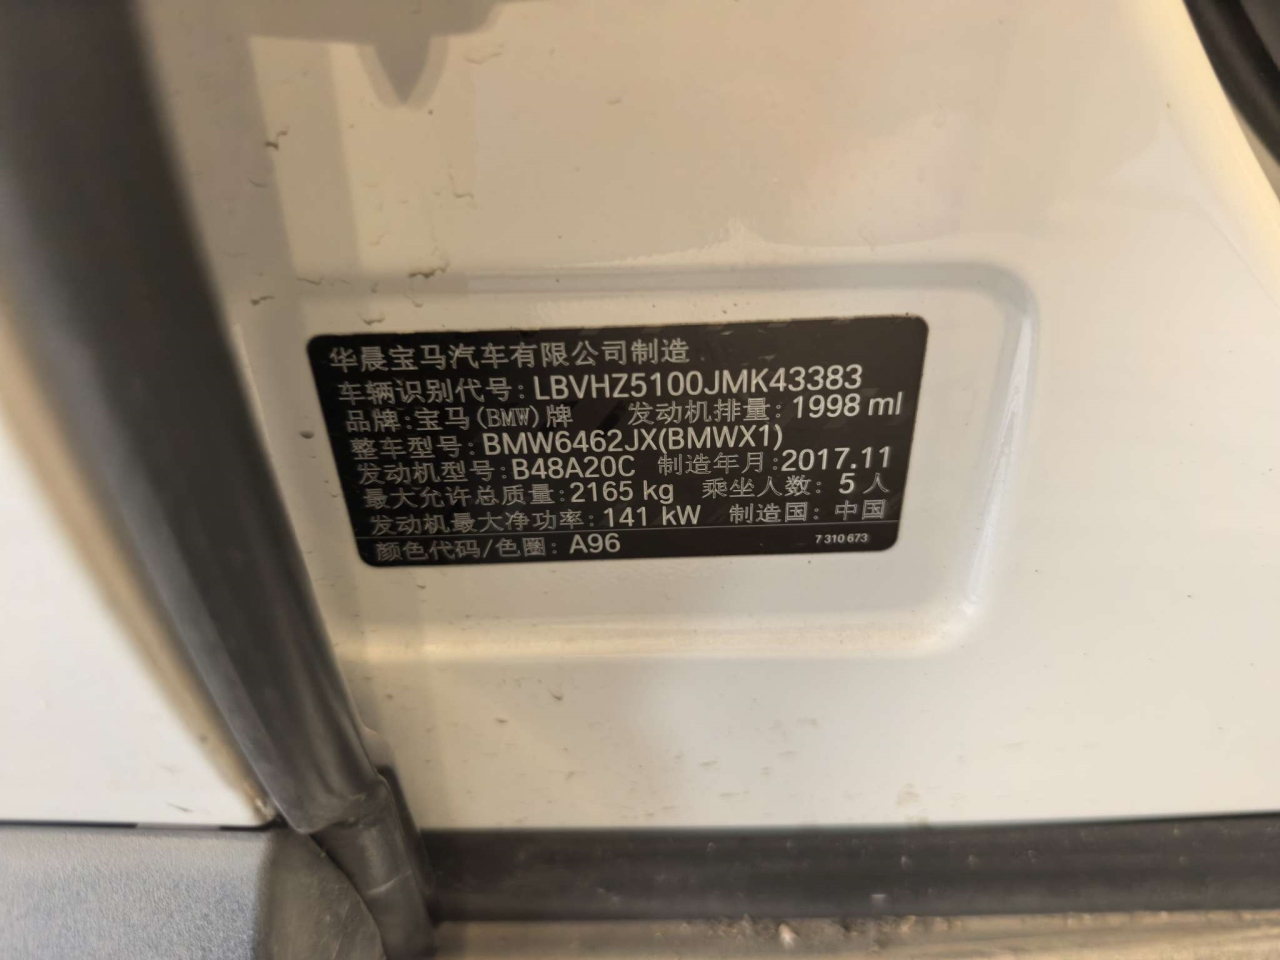 华晨宝马汽车有限公司制造
车辆识别代号: LBVHZ5100JMK43383
品牌: 宝马(BMW)牌 发动机排量: 1998 ml
整车型号: BMW6462JX(BMWX1)
发动机型号: B48A20C 制造年月: 2017.11
最大允许总质量: 2165 kg 乘坐人数: 5 人
发动机最大净功率: 141 kW 制造国: 中国
颜色代码/色圈: A96 7 310 673